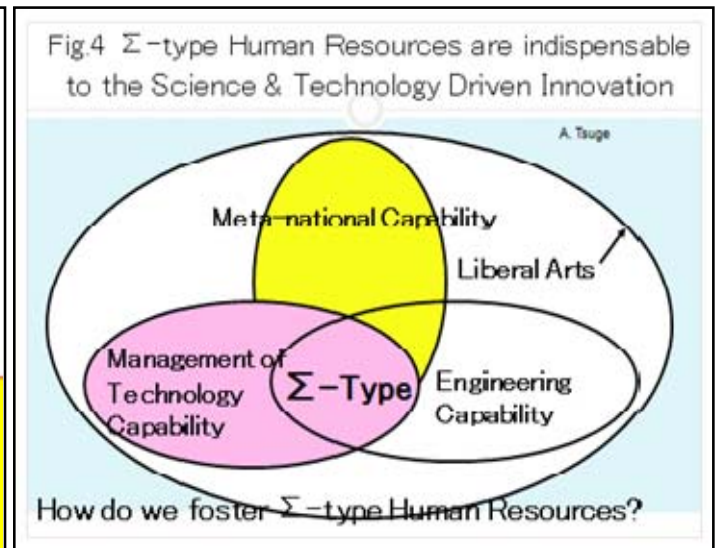 Fig.4 Σ-type Human Resources are indispensable
to the Science & Technology Driven Innovation
A. Tsuge
Meta-national Capability
Liberal Arts
Management of
Technology
Capability
Σ-Type
Engineering
Capability
How do we foster Σ-type Human Resources?